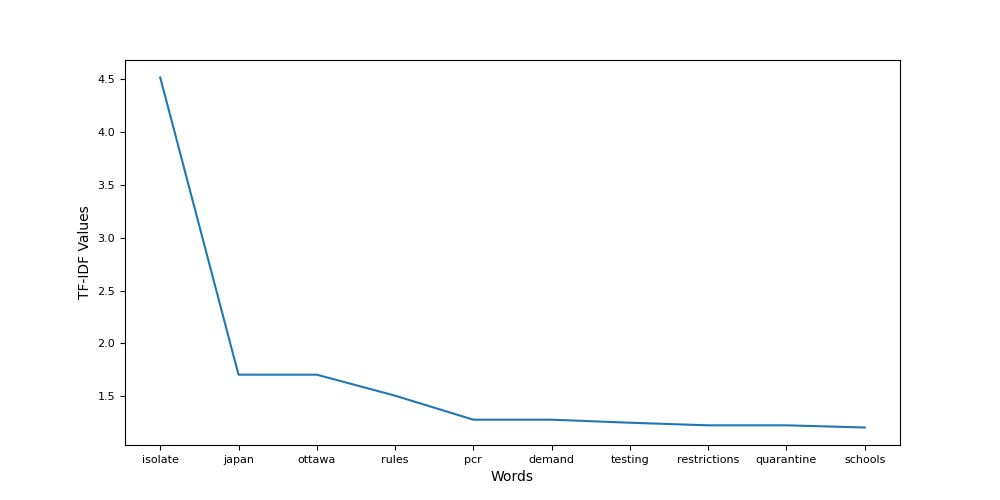 4.5
4.0
3.5
3.0
2.5
2.0
1.5
TF-IDF Values
isolate japan ottawa rules pcr demand testing restrictions quarantine schools
Words